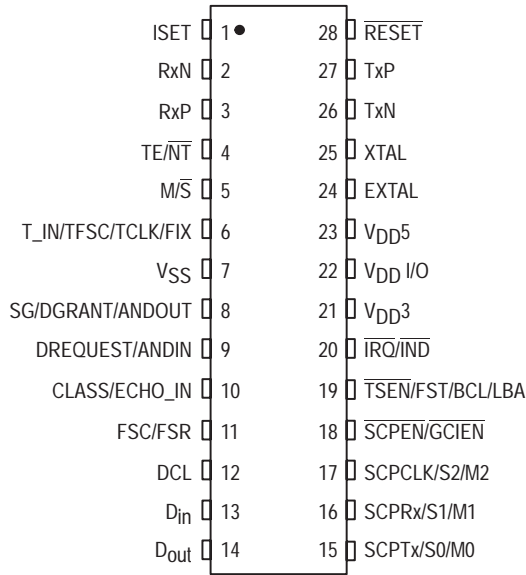 ISET 1 28 RESET
RxN 2 27 TxP
RxP 3 26 TxN
TE/NT 4 25 XTAL
M/S 5 24 EXTAL
T_IN/TFSC/TCLK/FIX 6 23 VDD5
VSS 7 22 VDD I/O
SG/DGRANT/ANDOUT 8 21 VDD3
DREQUEST/ANDIN 9 20 IRQ/IND
CLASS/ECHO_IN 10 19 TSEN/FST/BCL/LBA
FSC/FSR 11 18 SCPEN/GCIEN
DCL 12 17 SCPCLK/S2/M2
Din 13 16 SCPRx/S1/M1
Dout 14 15 SCPTx/S0/M0